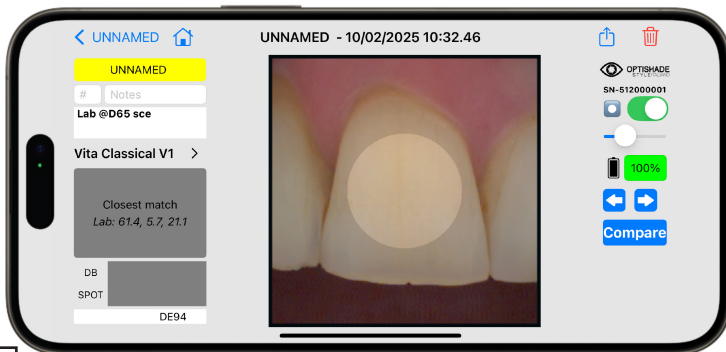 UNNAMED
UNNAMED - 10/02/2025 10:32.46
UNNAMED
#
Notes
Lab @D65 sce
Vita Classical V1 >
Closest match
Lab: 61.4, 5.7, 21.1
DB
SPOT
DE94
OPTISHADE
STYLEITALIANO
SN-512000001
100%
Compare